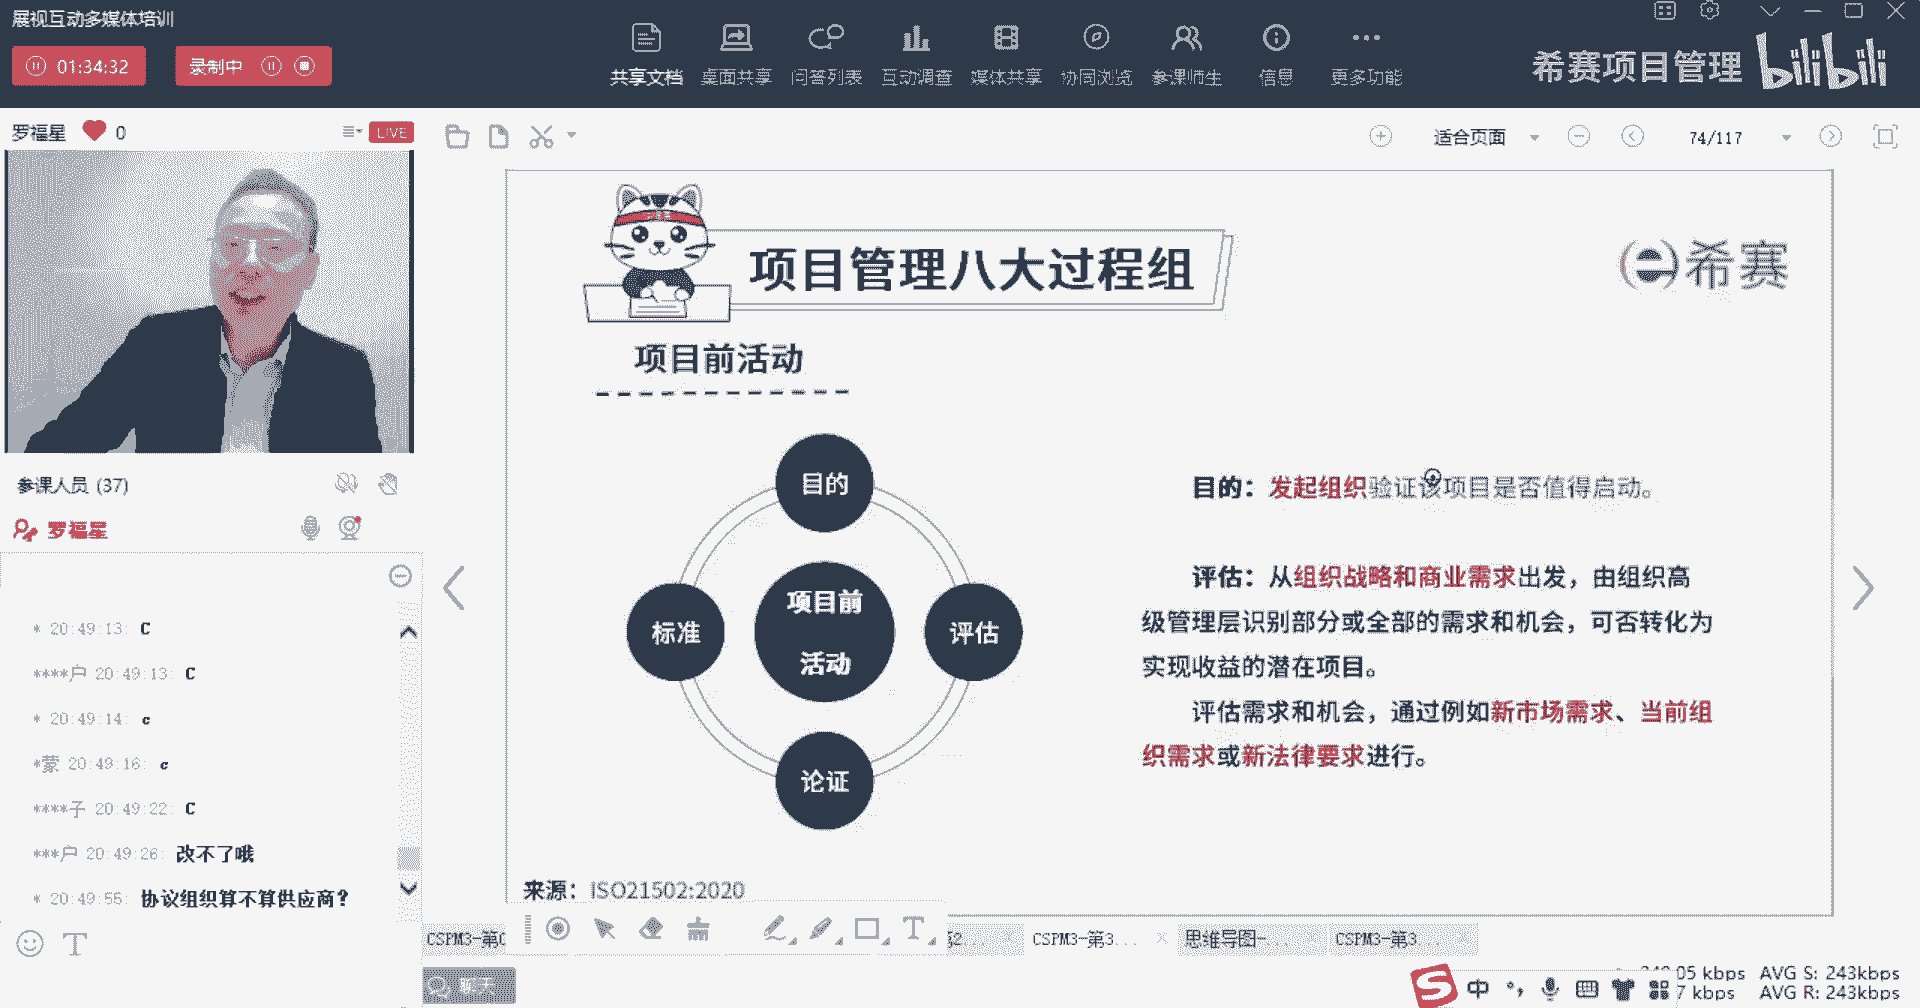 展视互动多媒体培训
01:34:32
录制中
共享文档 桌面共享 问答列表 互动调查 媒体共享 协同浏览 参课师生 信息 更多功能
希赛项目管理 bilibili
罗福星 0 LIVE
适合页面 74/117
项目管理八大过程组
希赛
项目前活动
目的
标准
项目前
活动
评估
论证
目的：发起组织验证该项目是否值得启动。
评估：从组织战略和商业需求出发，由组织高
级管理层识别部分或全部的需求和机会，可否转化为
实现收益的潜在项目。
评估需求和机会，通过例如新市场需求、当前组
织需求或新法律要求进行。
来源：ISO21502:2020
参课人员 (37)
罗福星
* 20:49:13: C
****户 20:49:13: C
* 20:49:14: c
*蒙 20:49:16: c
****子 20:49:22: C
***户 20:49:26: 改不了哦
* 20:49:55: 协议组织算不算供应商?
T
T
CSPM3-第
2...
CSPM3-第3...
思维导图-...
CSPM3-第3...
聊天
S 中
05 kbps AVG S: 243kbps
7 kbps AVG R: 243kbps